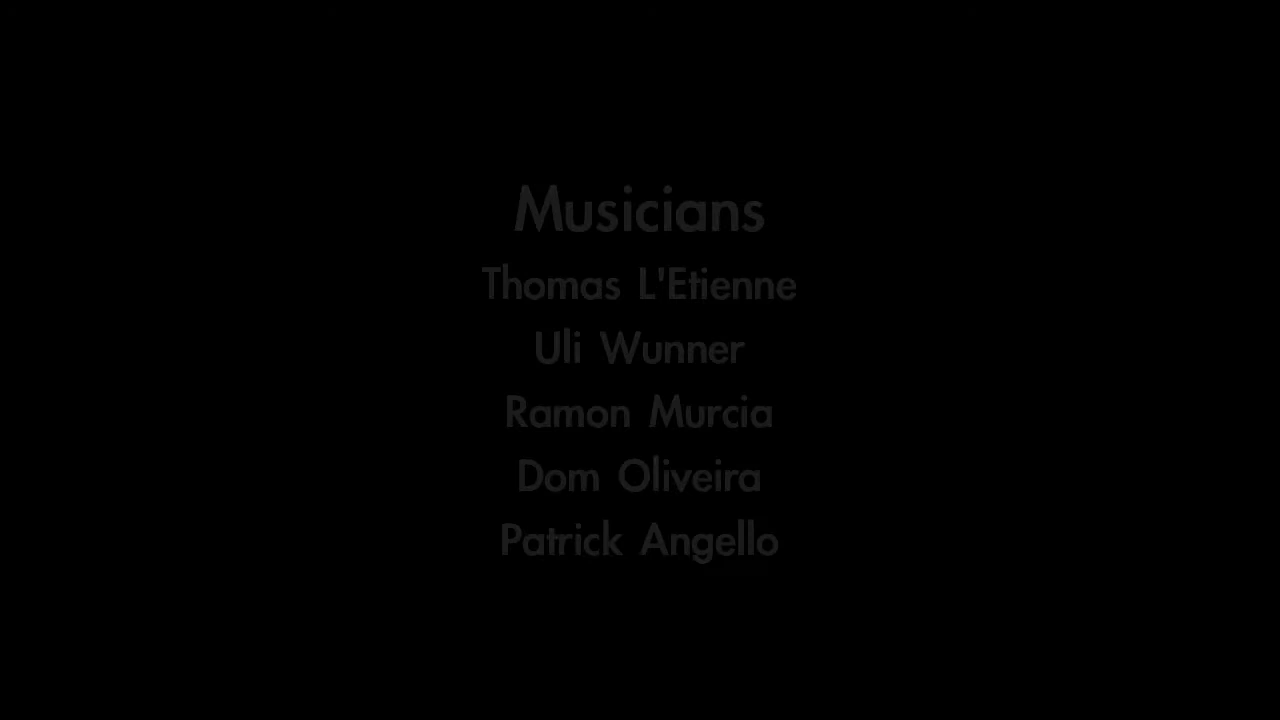 Musicians
Thomas L'Etienne
Uli Wunner
Ramon Murcia
Dom Oliveira
Patrick Angello